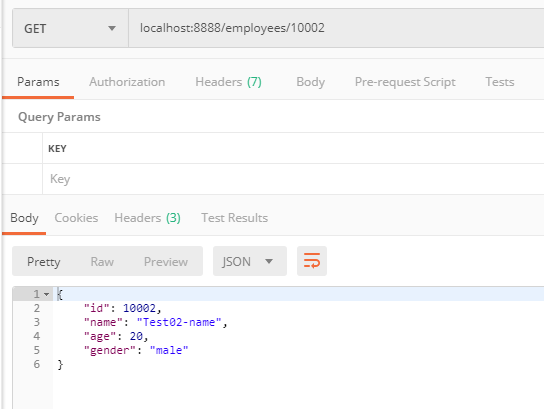 GET localhost:8888/employees/10002
Params Authorization Headers (7) Body Pre-request Script Tests
Query Params
KEY
Key
Body Cookies Headers (3) Test Results
Pretty Raw Preview JSON
1 {
2 "id": 10002,
3 "name": "Test02-name",
4 "age": 20,
5 "gender": "male"
6 }